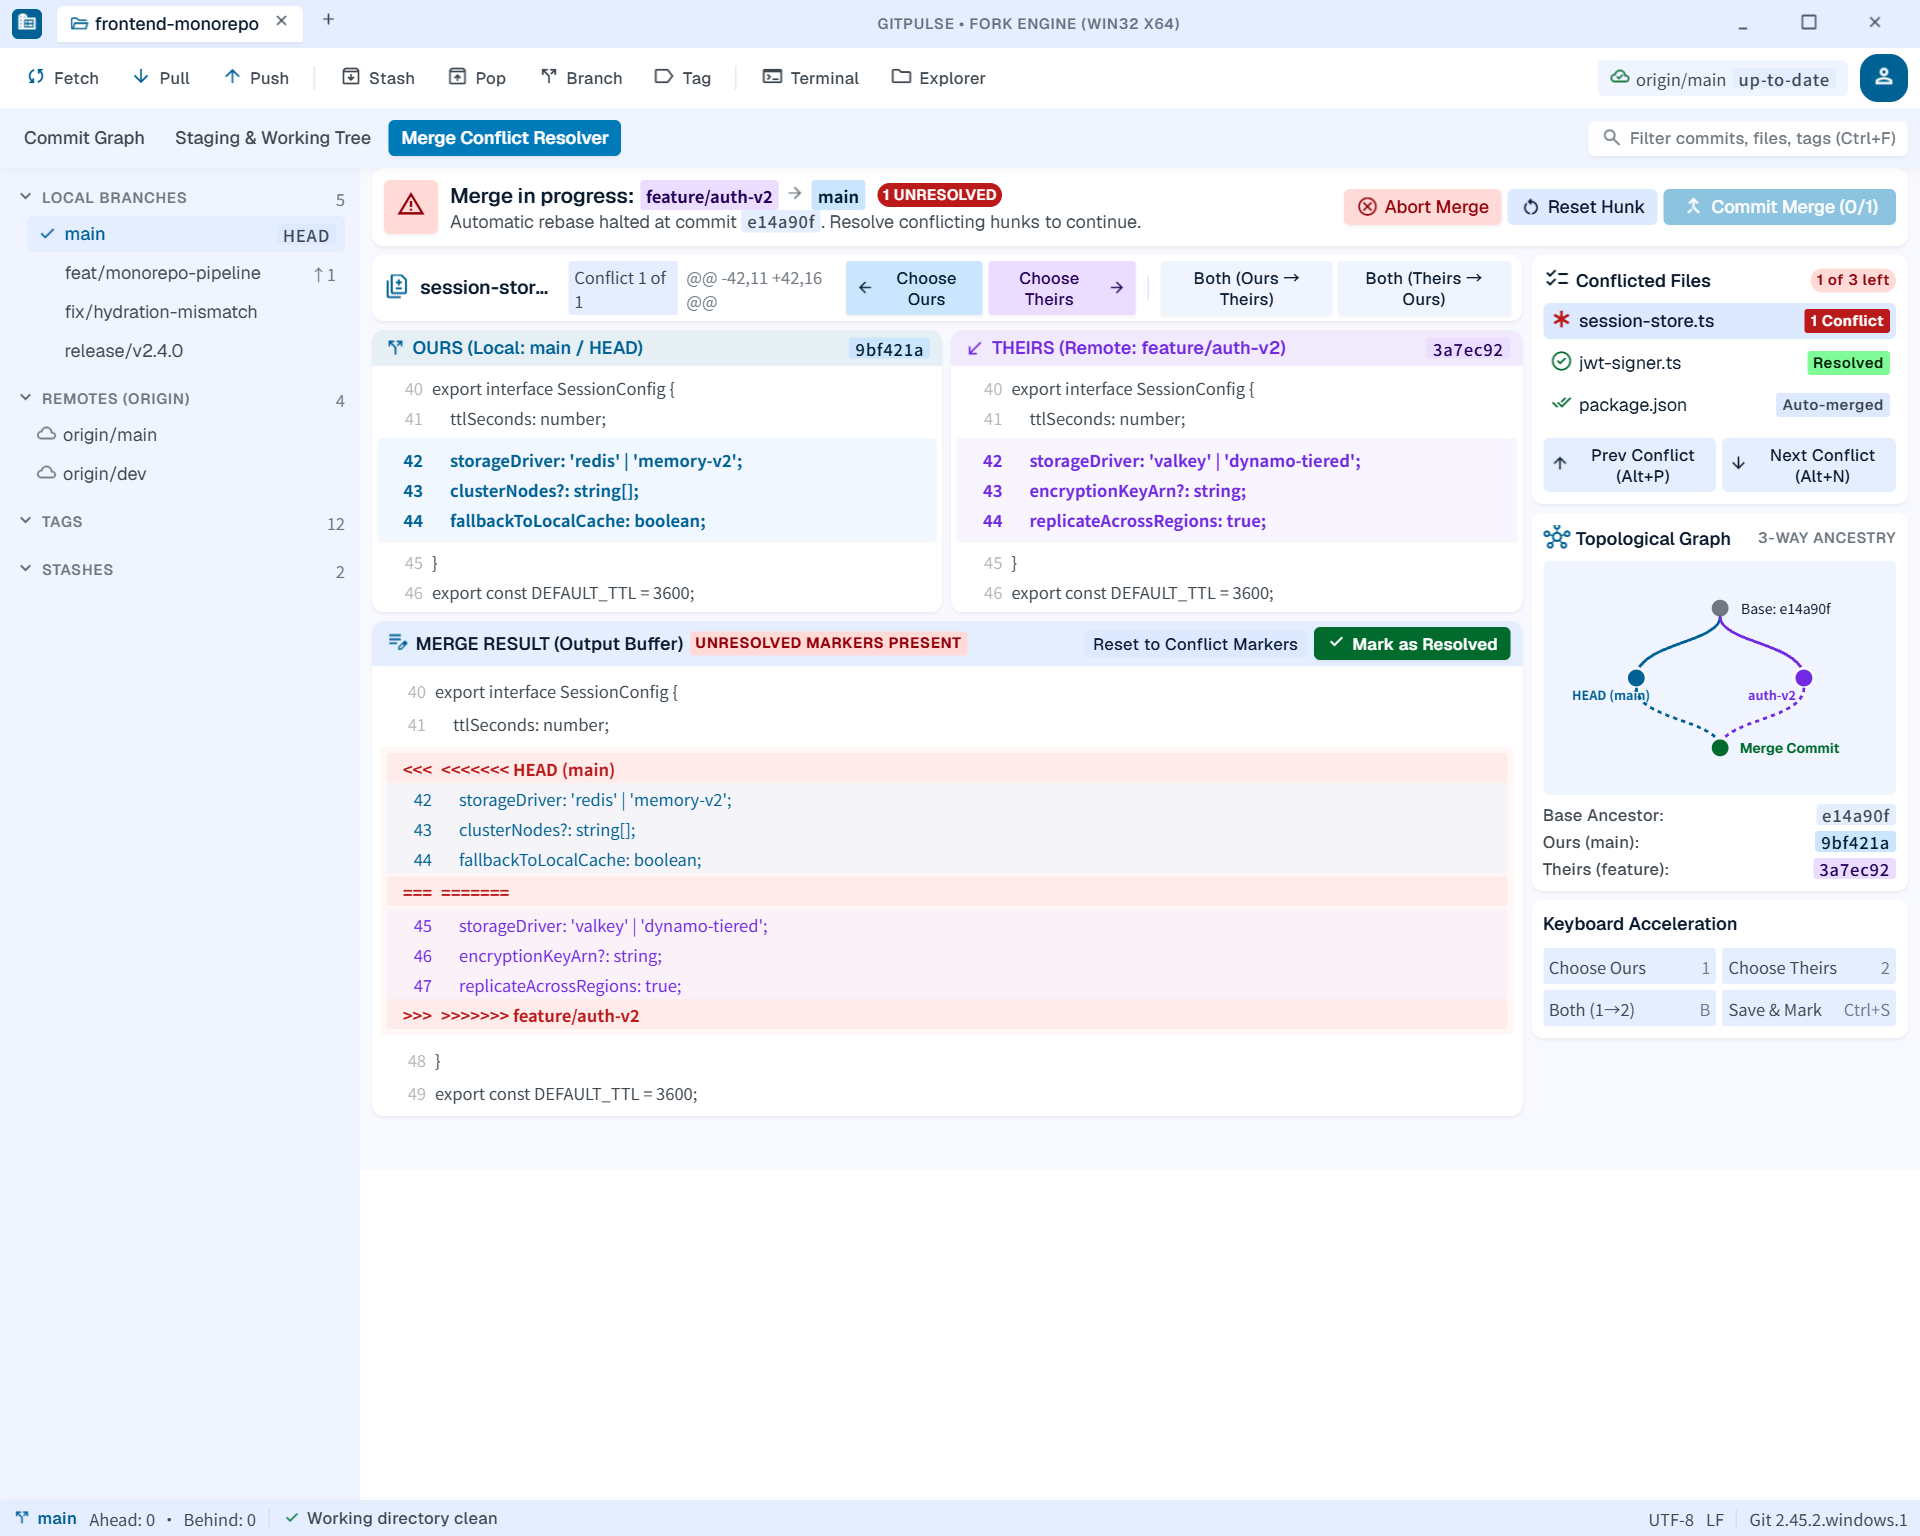 frontend-monorepo
GITPULSE • FORK ENGINE (WIN32 X64)
Fetch
Pull
Push
Stash
Pop
Branch
Tag
Terminal
Explorer
origin/main up-to-date
Commit Graph
Staging & Working Tree
Merge Conflict Resolver
Filter commits, files, tags (Ctrl+F)
LOCAL BRANCHES 5
main HEAD
feat/monorepo-pipeline ↑1
fix/hydration-mismatch
release/v2.4.0
REMOTES (ORIGIN) 4
origin/main
origin/dev
TAGS 12
STASHES 2
Merge in progress: feature/auth-v2 → main 1 UNRESOLVED
Automatic rebase halted at commit e14a90f. Resolve conflicting hunks to continue.
Abort Merge
Reset Hunk
Commit Merge (0/1)
session-stor...
Conflict 1 of
1
@@ -42,11 +42,16
@@
← Choose
Ours
Choose →
Theirs
Both (Ours →
Theirs)
Both (Theirs →
Ours)
OURS (Local: main / HEAD) 9bf421a
40 export interface SessionConfig {
41 ttlSeconds: number;
42 storageDriver: 'redis' | 'memory-v2';
43 clusterNodes?: string[];
44 fallbackToLocalCache: boolean;
45 }
46 export const DEFAULT_TTL = 3600;
THEIRS (Remote: feature/auth-v2) 3a7ec92
40 export interface SessionConfig {
41 ttlSeconds: number;
42 storageDriver: 'valkey' | 'dynamo-tiered';
43 encryptionKeyArn?: string;
44 replicateAcrossRegions: true;
45 }
46 export const DEFAULT_TTL = 3600;
MERGE RESULT (Output Buffer) UNRESOLVED MARKERS PRESENT
Reset to Conflict Markers
Mark as Resolved
40 export interface SessionConfig {
41 ttlSeconds: number;
<<< <<<<<<< HEAD (main)
42 storageDriver: 'redis' | 'memory-v2';
43 clusterNodes?: string[];
44 fallbackToLocalCache: boolean;
=== =======
45 storageDriver: 'valkey' | 'dynamo-tiered';
46 encryptionKeyArn?: string;
47 replicateAcrossRegions: true;
>>> >>>>>>> feature/auth-v2
48 }
49 export const DEFAULT_TTL = 3600;
Conflicted Files 1 of 3 left
session-store.ts 1 Conflict
jwt-signer.ts Resolved
package.json Auto-merged
↑ Prev Conflict
(Alt+P)
↓ Next Conflict
(Alt+N)
Topological Graph 3-WAY ANCESTRY
Base: e14a90f
HEAD (main)
auth-v2
Merge Commit
Base Ancestor: e14a90f
Ours (main): 9bf421a
Theirs (feature): 3a7ec92
Keyboard Acceleration
Choose Ours 1
Choose Theirs 2
Both (1→2) B
Save & Mark Ctrl+S
main Ahead: 0 • Behind: 0
Working directory clean
UTF-8 LF
Git 2.45.2.windows.1